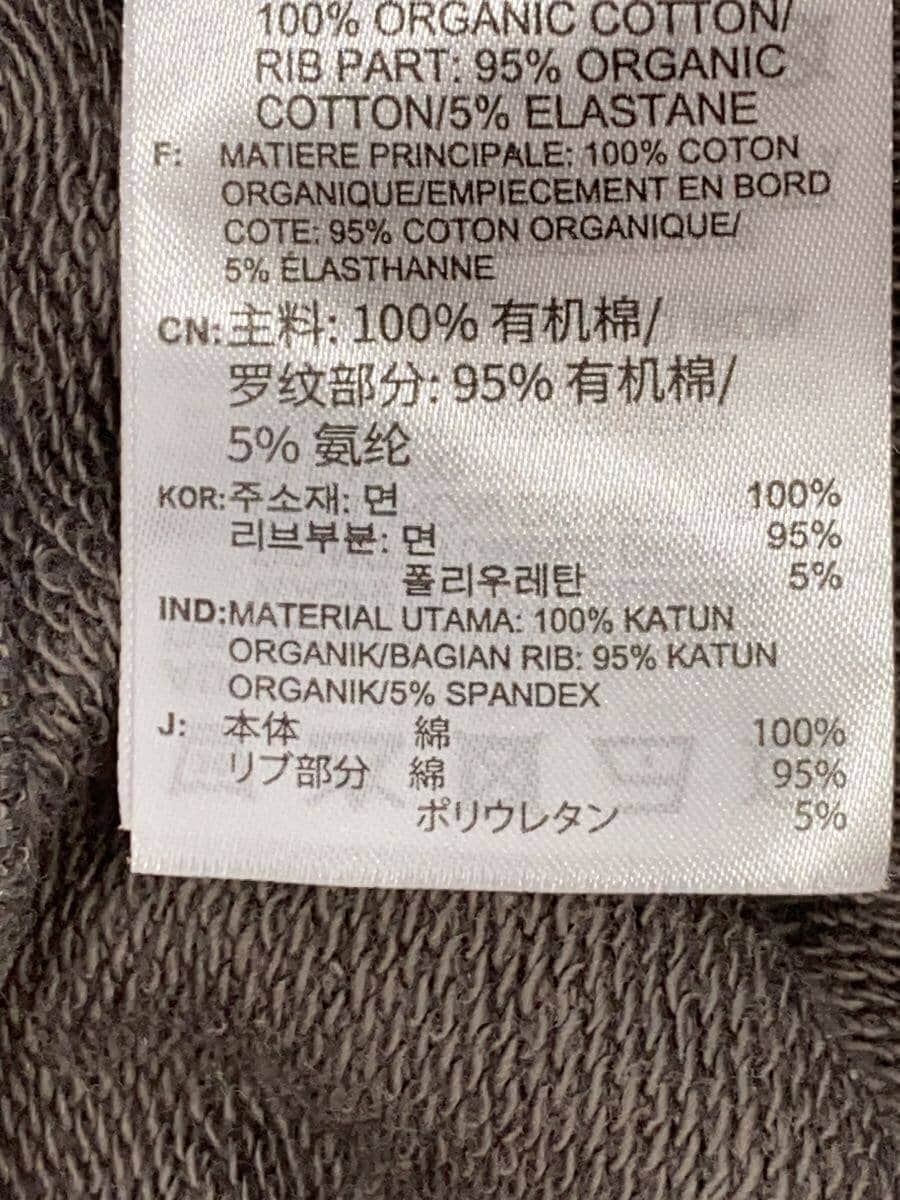 100% ORGANIC COTTON/
RIB PART: 95% ORGANIC
COTTON/5% ELASTANE
F: MATIERE PRINCIPALE: 100% COTON
ORGANIQUE/EMPIECEMENT EN BORD
COTE: 95% COTON ORGANIQUE/
5% ÉLASTHANNE
CN: 主料: 100% 有机棉/
罗纹部分: 95% 有机棉/
5% 氨纶
KOR: 주소재: 면 100%
리브부분: 면 95%
폴리우레탄 5%
IND: MATERIAL UTAMA: 100% KATUN
ORGANIK/BAGIAN RIB: 95% KATUN
ORGANIK/5% SPANDEX
J: 本体 綿 100%
リブ部分 綿 95%
ポリウレタン 5%